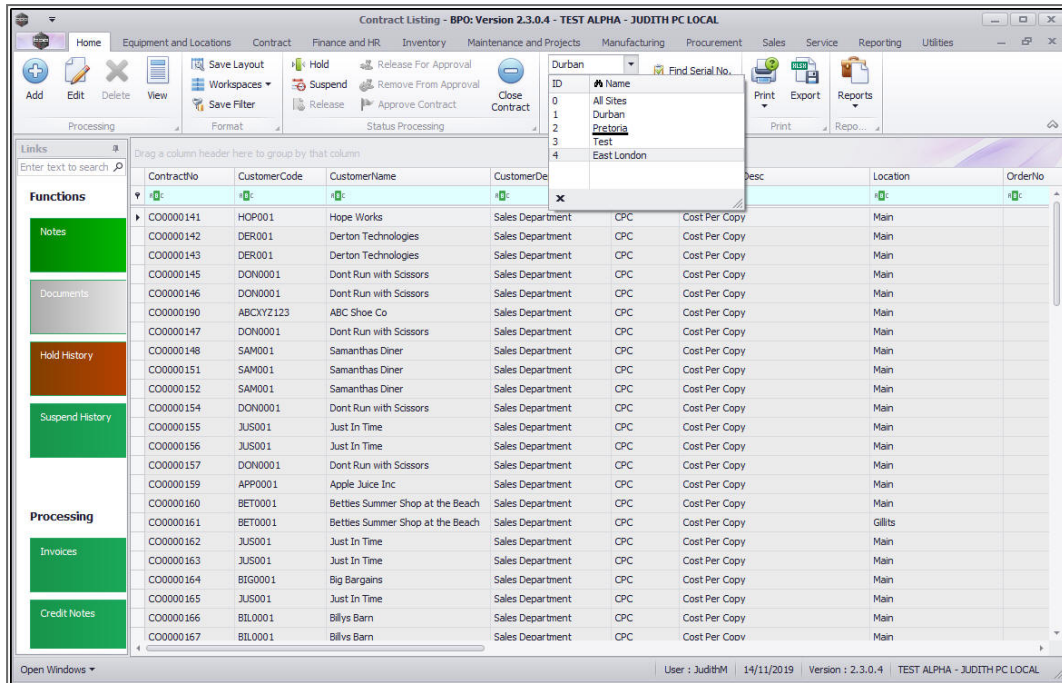 Contract Listing - BPO: Version 2.3.0.4 - TEST ALPHA - JUDITH PC LOCAL
Home Equipment and Locations Contract Finance and HR Inventory Maintenance and Projects Manufacturing Procurement Sales Service Reporting Utilities
Add Edit Delete View
Save Layout
Workspaces
Save Filter
Hold
Suspend
Release
Release For Approval
Remove From Approval
Approve Contract
Close Contract
Durban
Find Serial No.
Print Export Reports
Processing Format Status Processing Print Repo...
ID Name
0 All Sites
1 Durban
2 Pretoria
3 Test
4 East London
Links
Enter text to search
Functions
Notes
Documents
Hold History
Suspend History
Processing
Invoices
Credit Notes
Drag a column header here to group by that column
ContractNo CustomerCode CustomerName CustomerDe Desc Location OrderNo
CO0000141 HOP001 Hope Works Sales Department CPC Cost Per Copy Main
CO0000142 DER001 Derton Technologies Sales Department CPC Cost Per Copy Main
CO0000143 DER001 Derton Technologies Sales Department CPC Cost Per Copy Main
CO0000145 DON0001 Dont Run with Scissors Sales Department CPC Cost Per Copy Main
CO0000146 DON0001 Dont Run with Scissors Sales Department CPC Cost Per Copy Main
CO0000190 ABCXYZ123 ABC Shoe Co Sales Department CPC Cost Per Copy Main
CO0000147 DON0001 Dont Run with Scissors Sales Department CPC Cost Per Copy Main
CO0000148 SAM001 Samanthas Diner Sales Department CPC Cost Per Copy Main
CO0000151 SAM001 Samanthas Diner Sales Department CPC Cost Per Copy Main
CO0000152 SAM001 Samanthas Diner Sales Department CPC Cost Per Copy Main
CO0000154 DON0001 Dont Run with Scissors Sales Department CPC Cost Per Copy Main
CO0000155 JUS001 Just In Time Sales Department CPC Cost Per Copy Main
CO0000156 JUS001 Just In Time Sales Department CPC Cost Per Copy Main
CO0000157 DON0001 Dont Run with Scissors Sales Department CPC Cost Per Copy Main
CO0000159 APP0001 Apple Juice Inc Sales Department CPC Cost Per Copy Main
CO0000160 BET0001 Betties Summer Shop at the Beach Sales Department CPC Cost Per Copy Main
CO0000161 BET0001 Betties Summer Shop at the Beach Sales Department CPC Cost Per Copy Gillits
CO0000162 JUS001 Just In Time Sales Department CPC Cost Per Copy Main
CO0000163 JUS001 Just In Time Sales Department CPC Cost Per Copy Main
CO0000164 BIG0001 Big Bargains Sales Department CPC Cost Per Copy Main
CO0000165 JUS001 Just In Time Sales Department CPC Cost Per Copy Main
CO0000166 BIL0001 Billys Barn Sales Department CPC Cost Per Copy Main
CO0000167 BIL0001 Billys Barn Sales Department CPC Cost Per Copy Main
Open Windows User : JudithM 14/11/2019 Version : 2.3.0.4 TEST ALPHA - JUDITH PC LOCAL